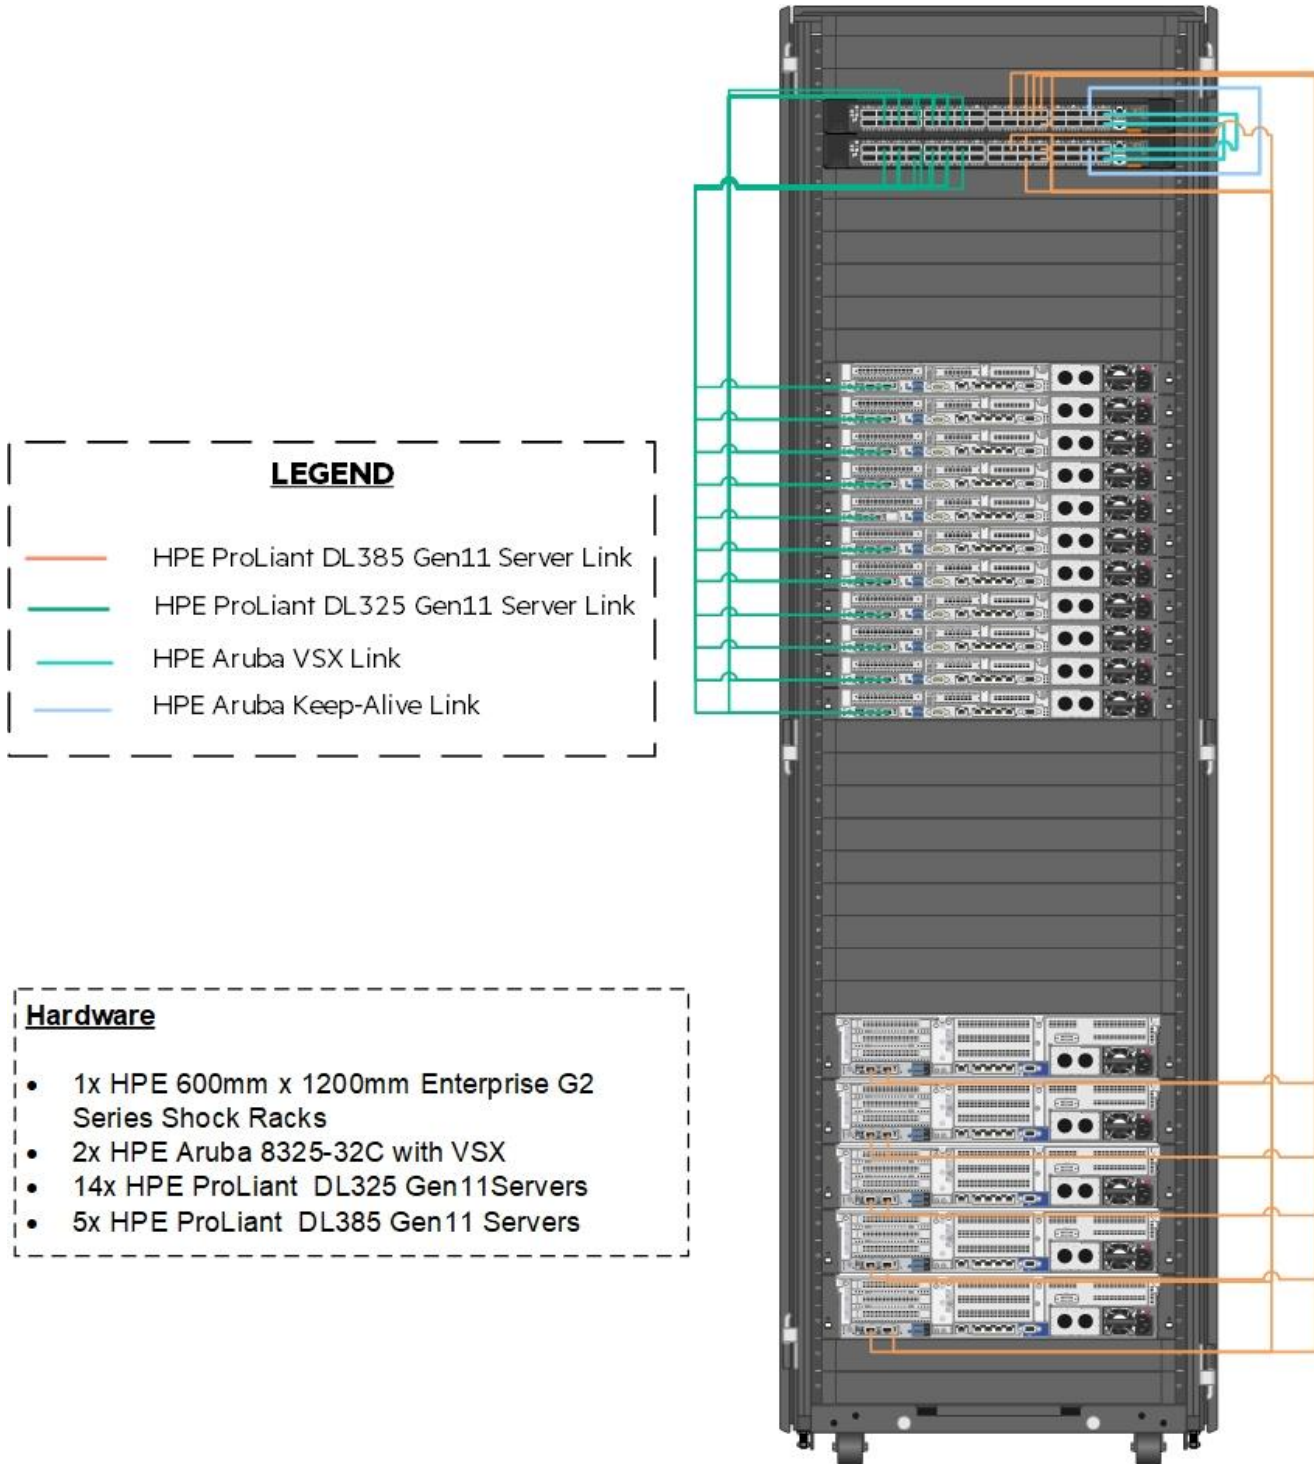 LEGEND
HPE ProLiant DL385 Gen11 Server Link
HPE ProLiant DL325 Gen11 Server Link
HPE Aruba VSX Link
HPE Aruba Keep-Alive Link
Hardware
• 1x HPE 600mm x 1200mm Enterprise G2
Series Shock Racks
• 2x HPE Aruba 8325-32C with VSX
• 14x HPE ProLiant DL325 Gen11Servers
• 5x HPE ProLiant DL385 Gen11 Servers